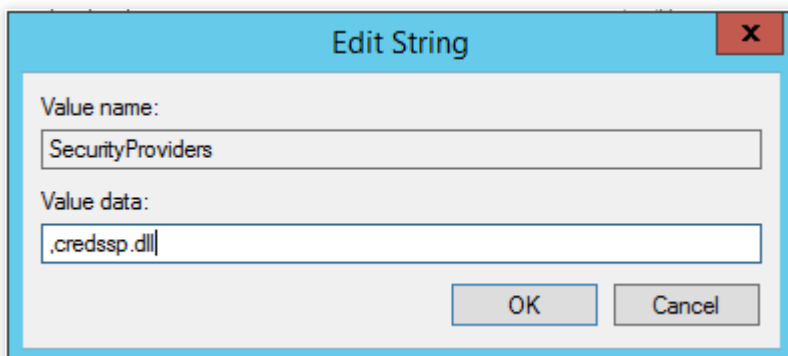 Edit String
x
Value name:
SecurityProviders
Value data:
,credssp.dll
OK
Cancel